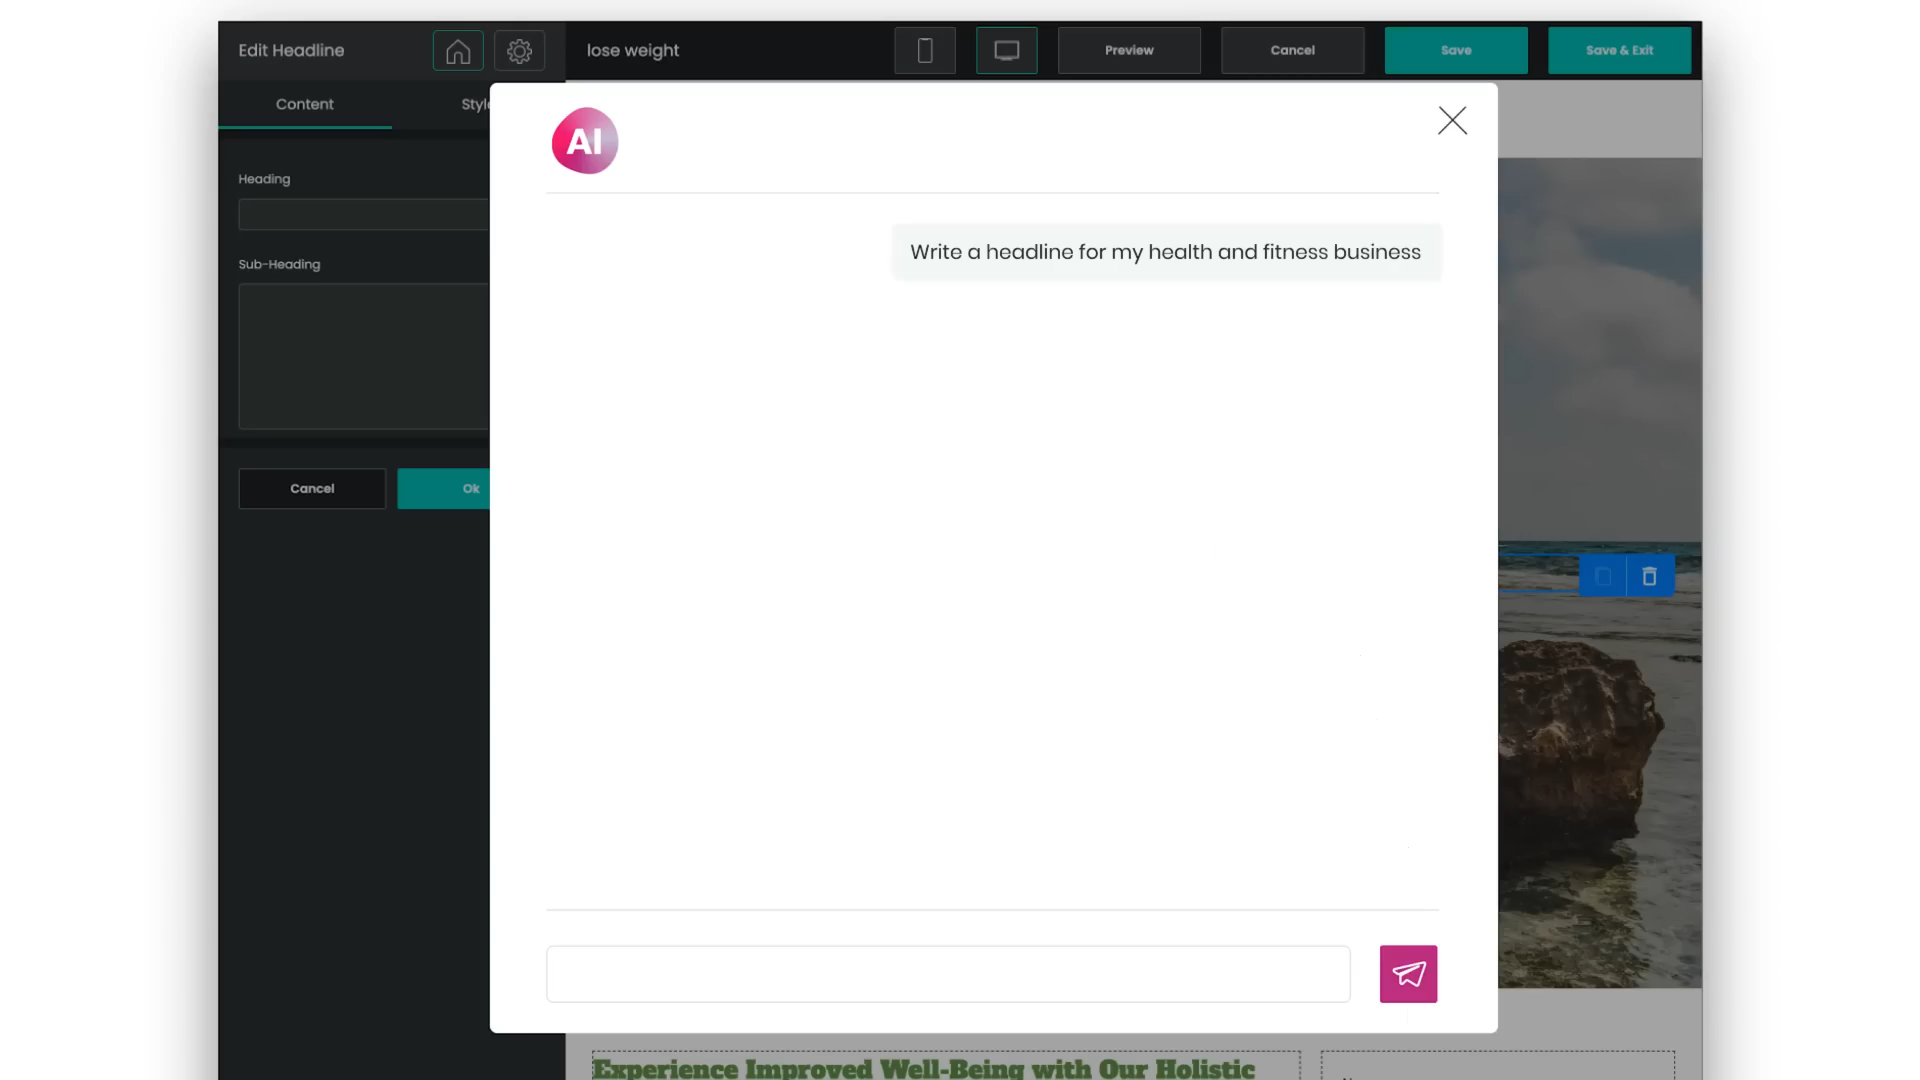 Edit Headline
lose weight
Preview
Cancel
Save
Save & Exit
Content
AI
Heading
Write a headline for my health and fitness business
Sub-Heading
Cancel
Ok
Experience Improved Well-Being with Our Holistic